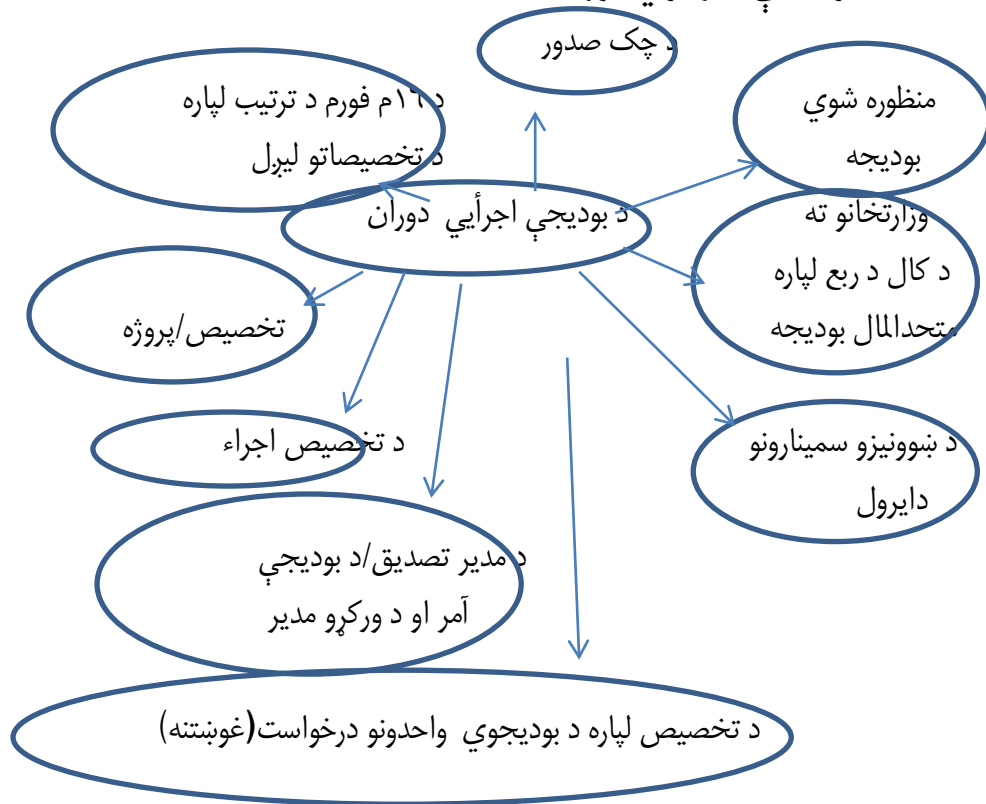 د چک صدور
منظوره شوي
بودیجه
د ١٦م فورم د ترتیب لپاره
د تخصیصاتو لیږل
د بودیجې اجرأیي دوران
وزارتخانو ته
د کال د ربع لپاره
متحدالمال بودیجه
تخصیص/پروژه
د تخصیص اجراء
د ښوونیزو سمینارونو
دایرول
د مدیر تصدیق/د بودیجې
آمر او د ورکړو مدیر
د تخصیص لپاره د بودیجوي واحدونو درخواست(غوښتنه)